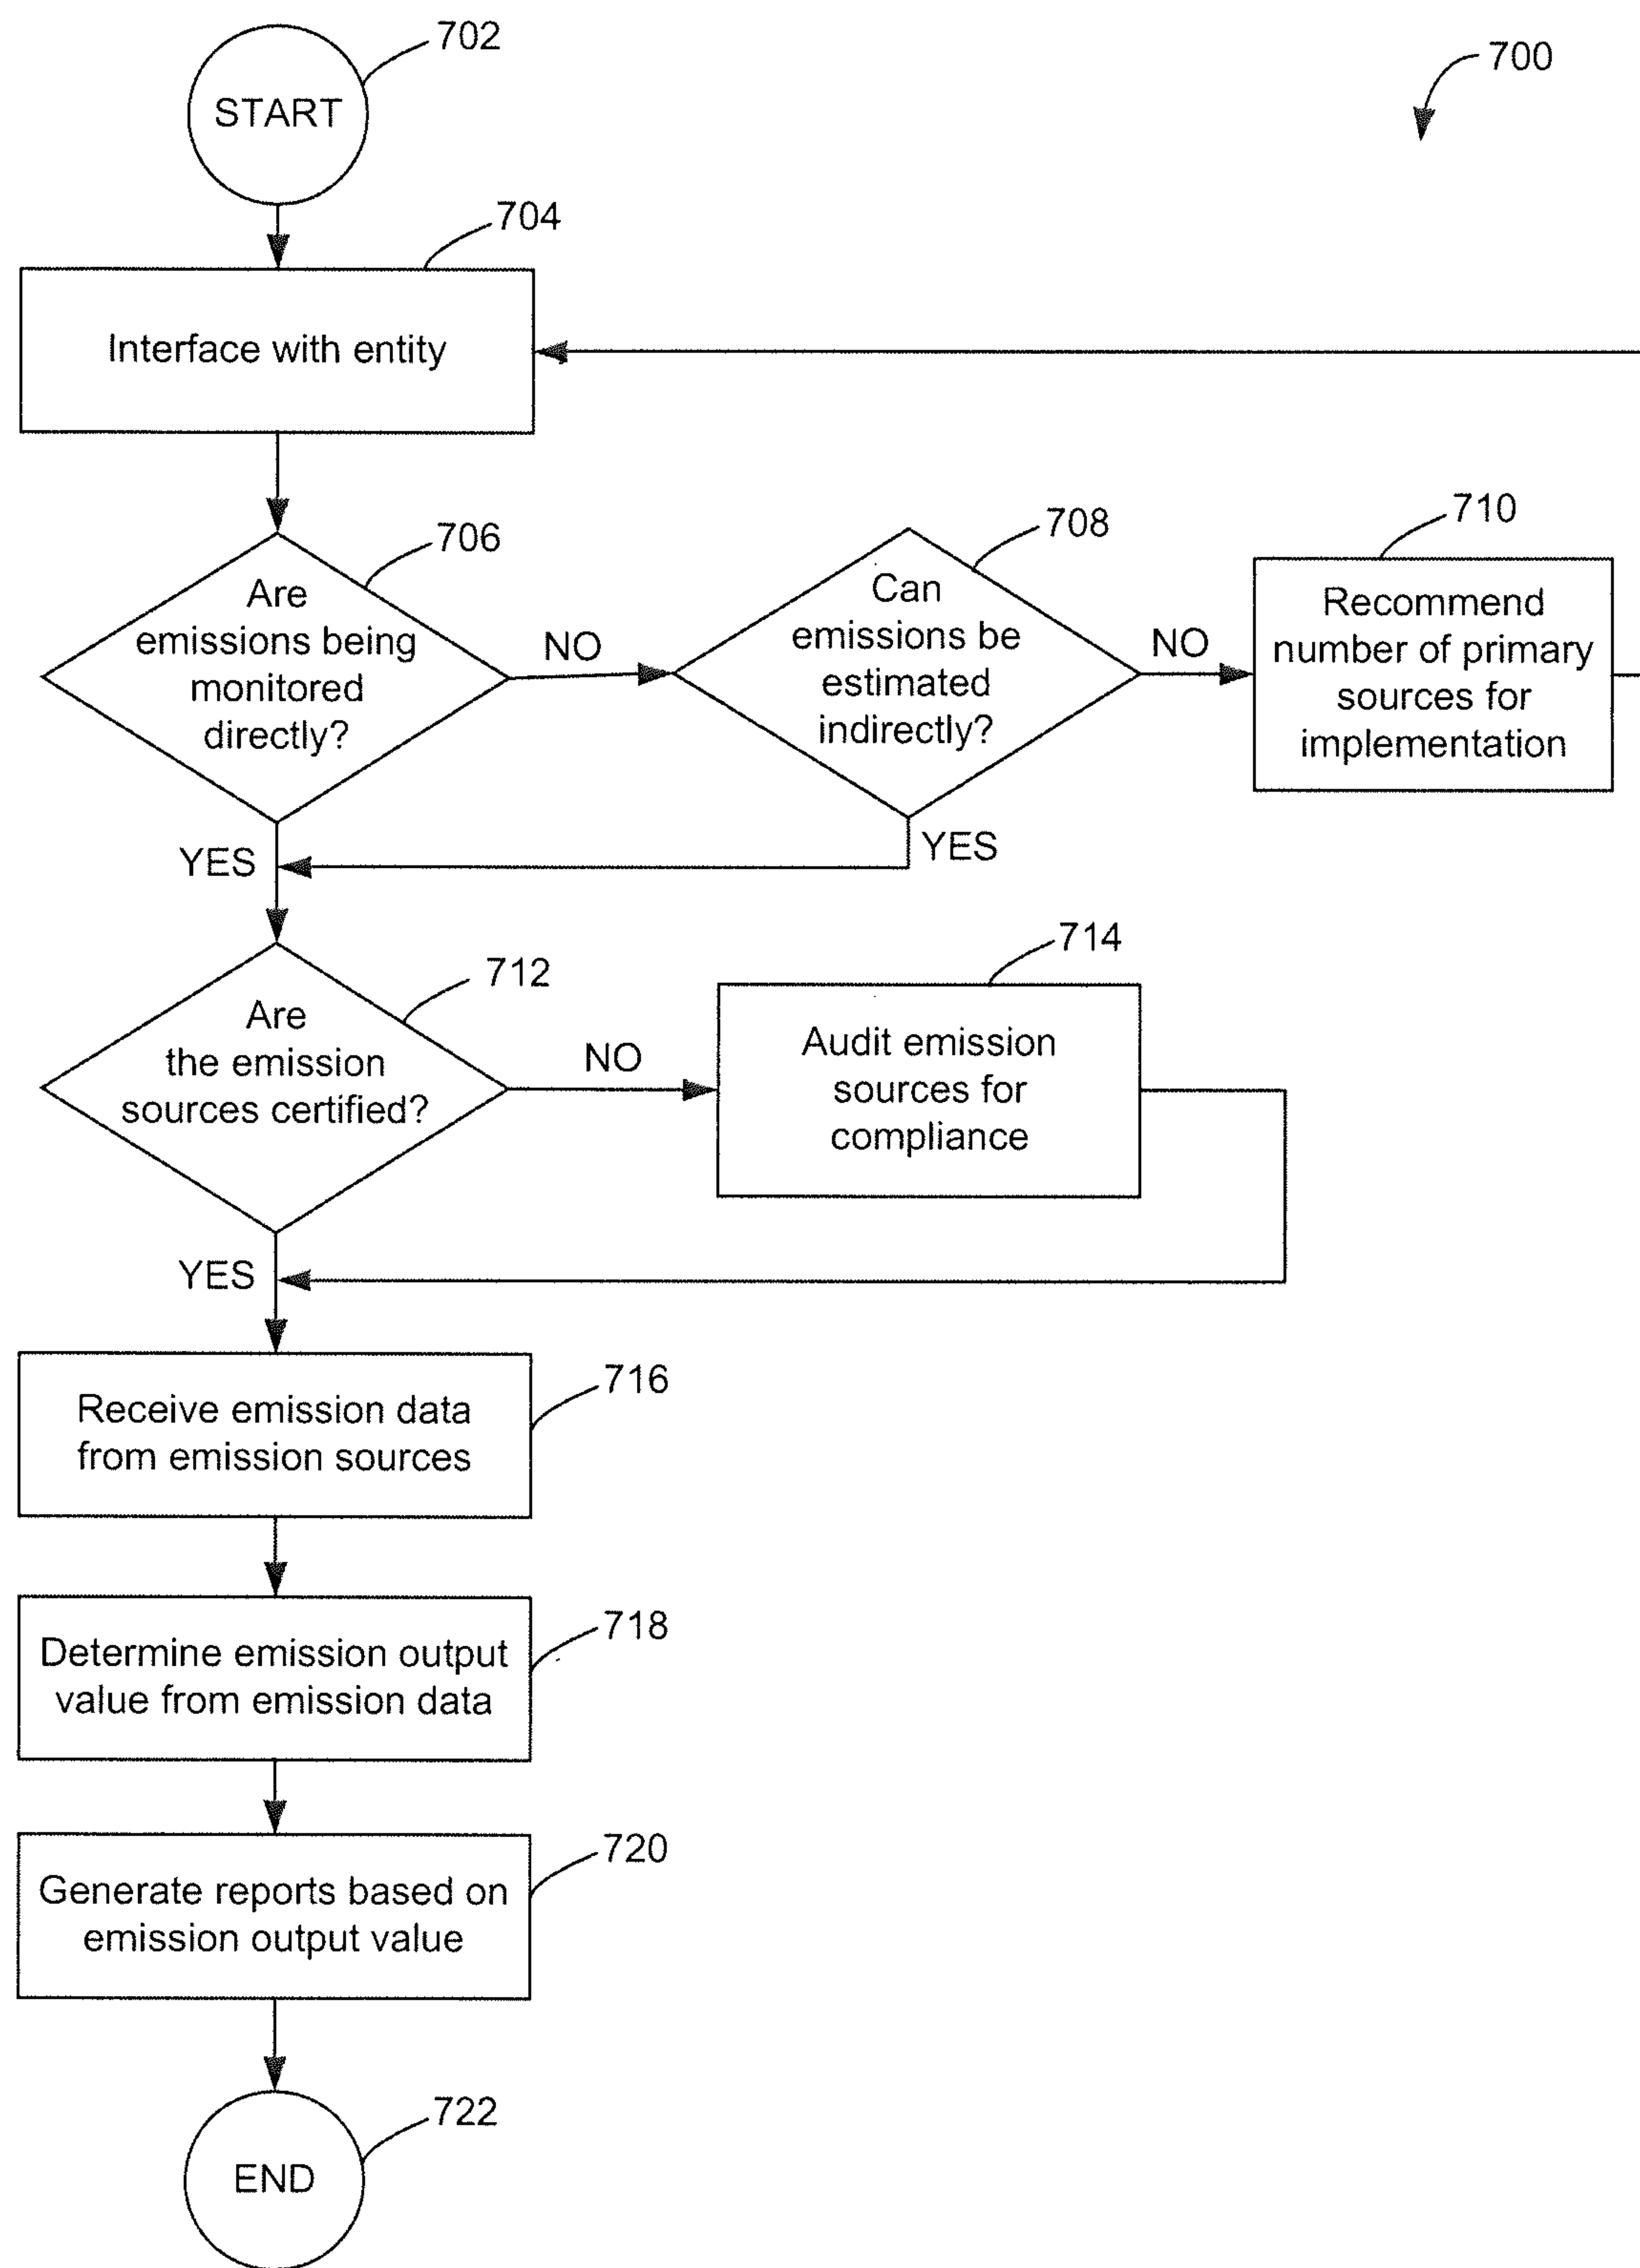 702
START
700
704
Interface with entity
706
Are
emissions being
monitored
directly?
NO
708
Can
emissions be
estimated
indirectly?
NO
710
Recommend
number of primary
sources for
implementation
YES
YES
712
Are
the emission
sources certified?
NO
714
Audit emission
sources for
compliance
YES
716
Receive emission data
from emission sources
718
Determine emission output
value from emission data
720
Generate reports based on
emission output value
722
END